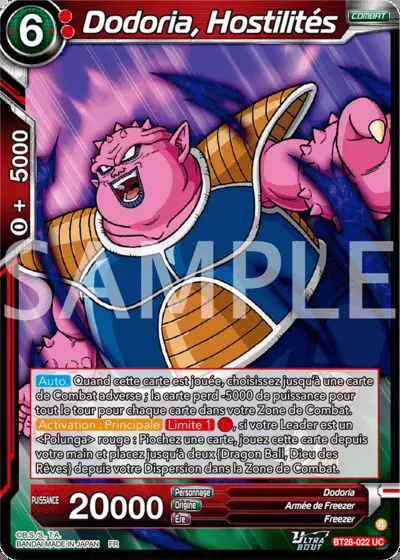 6
Dodoria, Hostilités
COMBAT
0 + 5000
SAMPLE
Auto. Quand cette carte est jouée, choisissez jusqu'à une carte
de Combat adverse ; la carte perd -5000 de puissance pour
tout le tour pour chaque carte dans votre Zone de Combat.
Activation : Principale Limite 1 , si votre Leader est un
<Polunga> rouge : Piochez une carte, jouez cette carte depuis
votre main et placez jusqu'à deux {Dragon Ball, Dieu des
Rêves} depuis votre Dispersion dans la Zone de Combat.
PUISSANCE
20000
Personnage Dodoria
Origine Armée de Freezer
Ère Freezer
4
©B.S./S., T.A.
BANDAI MADE IN JAPAN FR
ULTRA
BOUT
BT28-022 UC